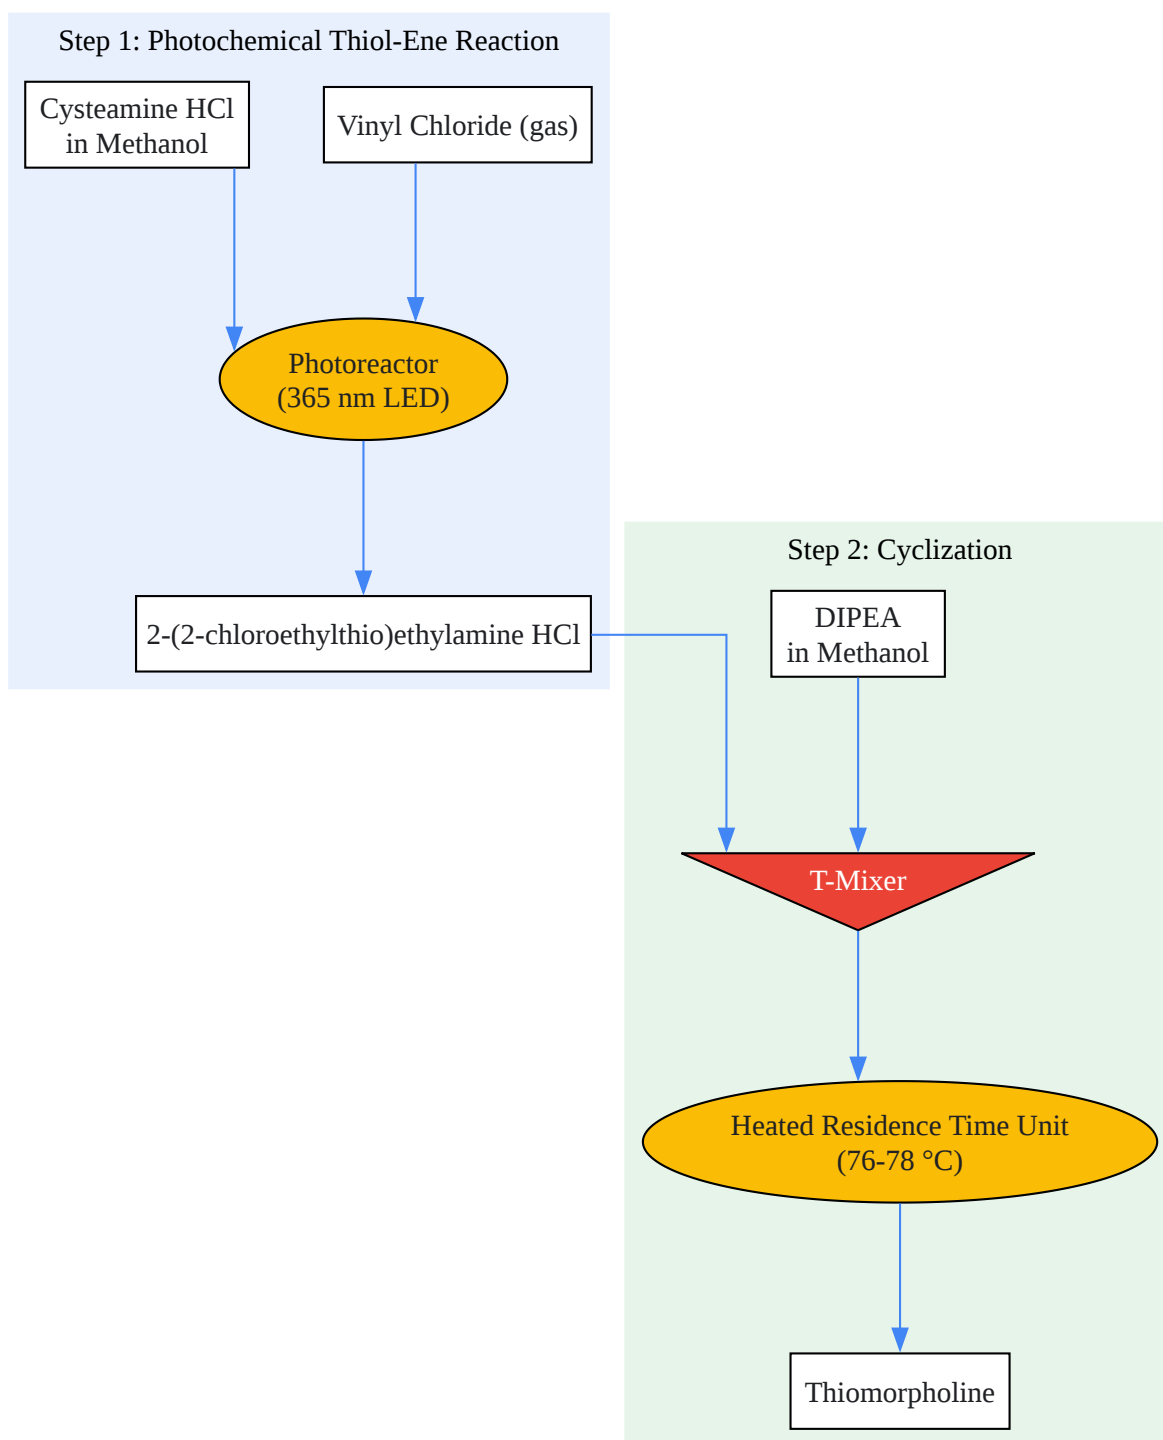 Step 1: Photochemical Thiol-Ene Reaction
Cysteamine HCl
in Methanol
Vinyl Chloride (gas)
Photoreactor
(365 nm LED)
2-(2-chloroethylthio)ethylamine HCl
Step 2: Cyclization
DIPEA
in Methanol
T-Mixer
Heated Residence Time Unit
(76-78 °C)
Thiomorpholine